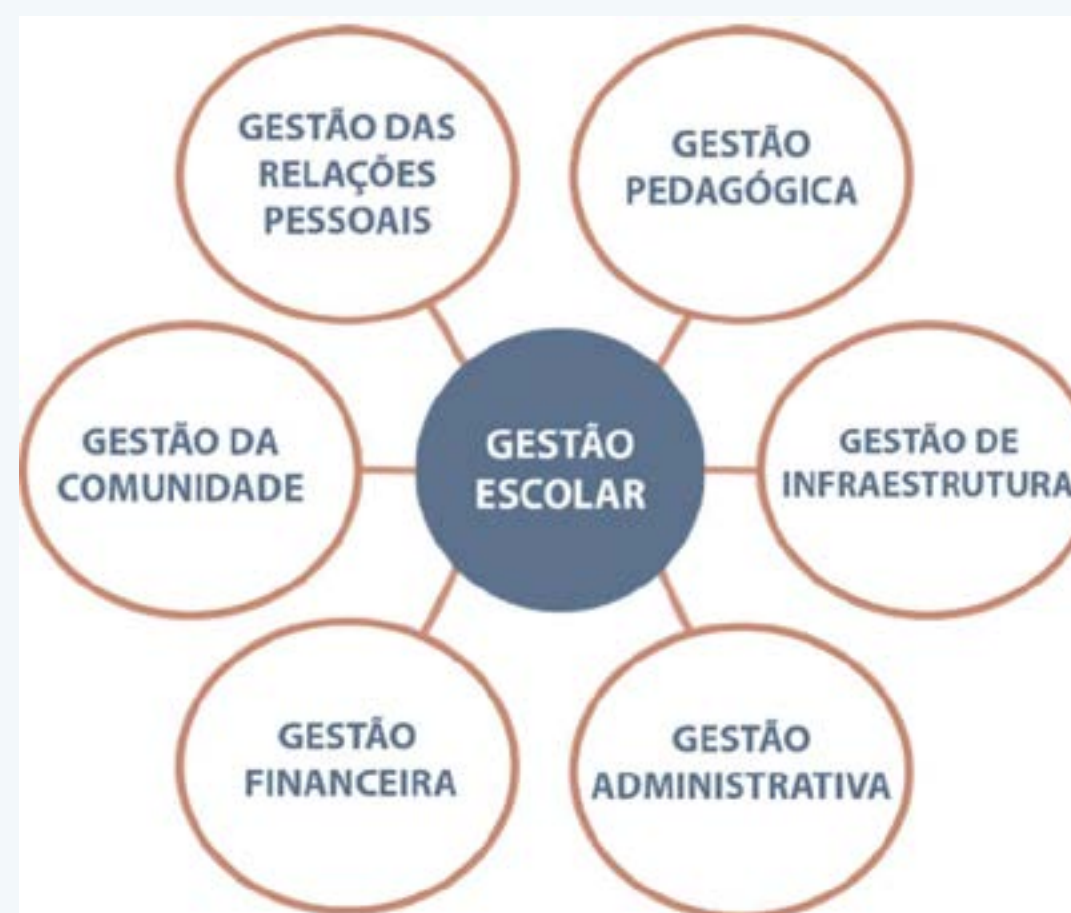 GESTÃO DAS
RELAÇÕES
PESSOAIS
GESTÃO
PEDAGÓGICA
GESTÃO DA
COMUNIDADE
GESTÃO
ESCOLAR
GESTÃO DE
INFRAESTRUTURA
GESTÃO
FINANCEIRA
GESTÃO
ADMINISTRATIVA